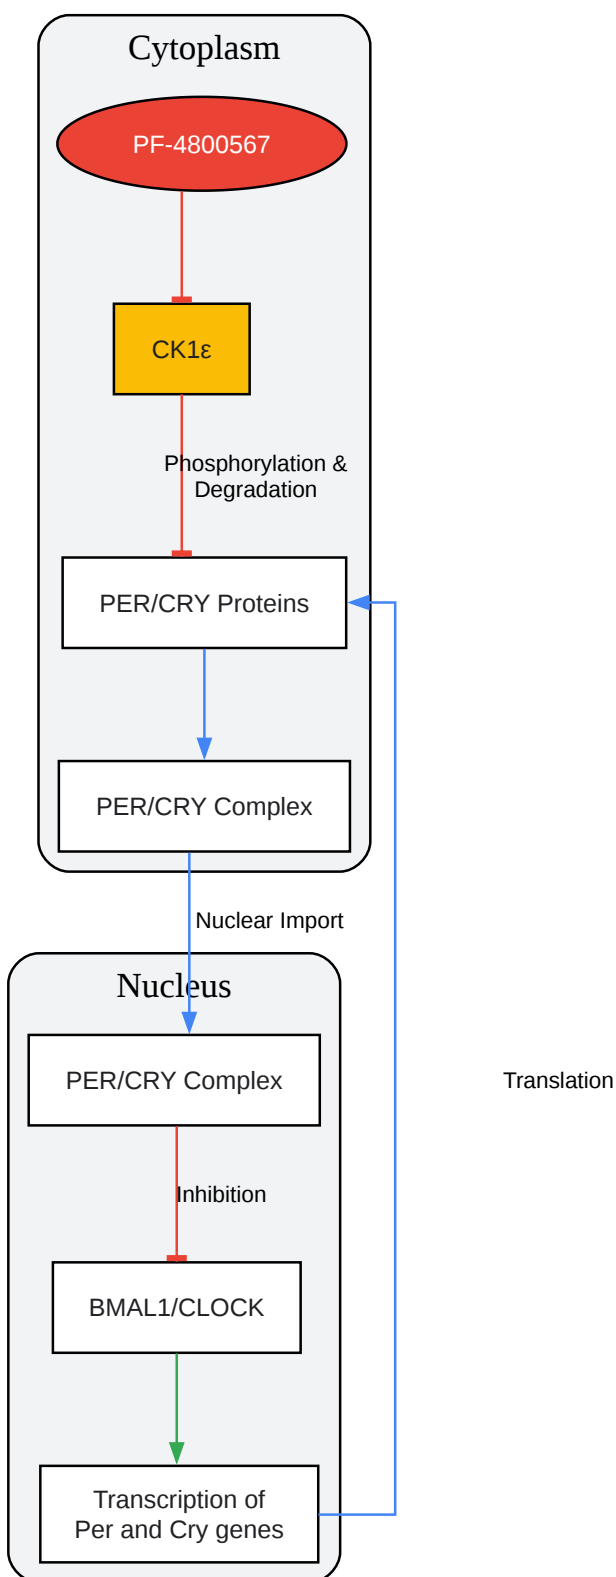 Cytoplasm
PF-4800567
CK1ε
Phosphorylation &
Degradation
PER/CRY Proteins
PER/CRY Complex
Nuclear Import
Nucleus
PER/CRY Complex
Translation
Inhibition
BMAL1/CLOCK
Transcription of
Per and Cry genes